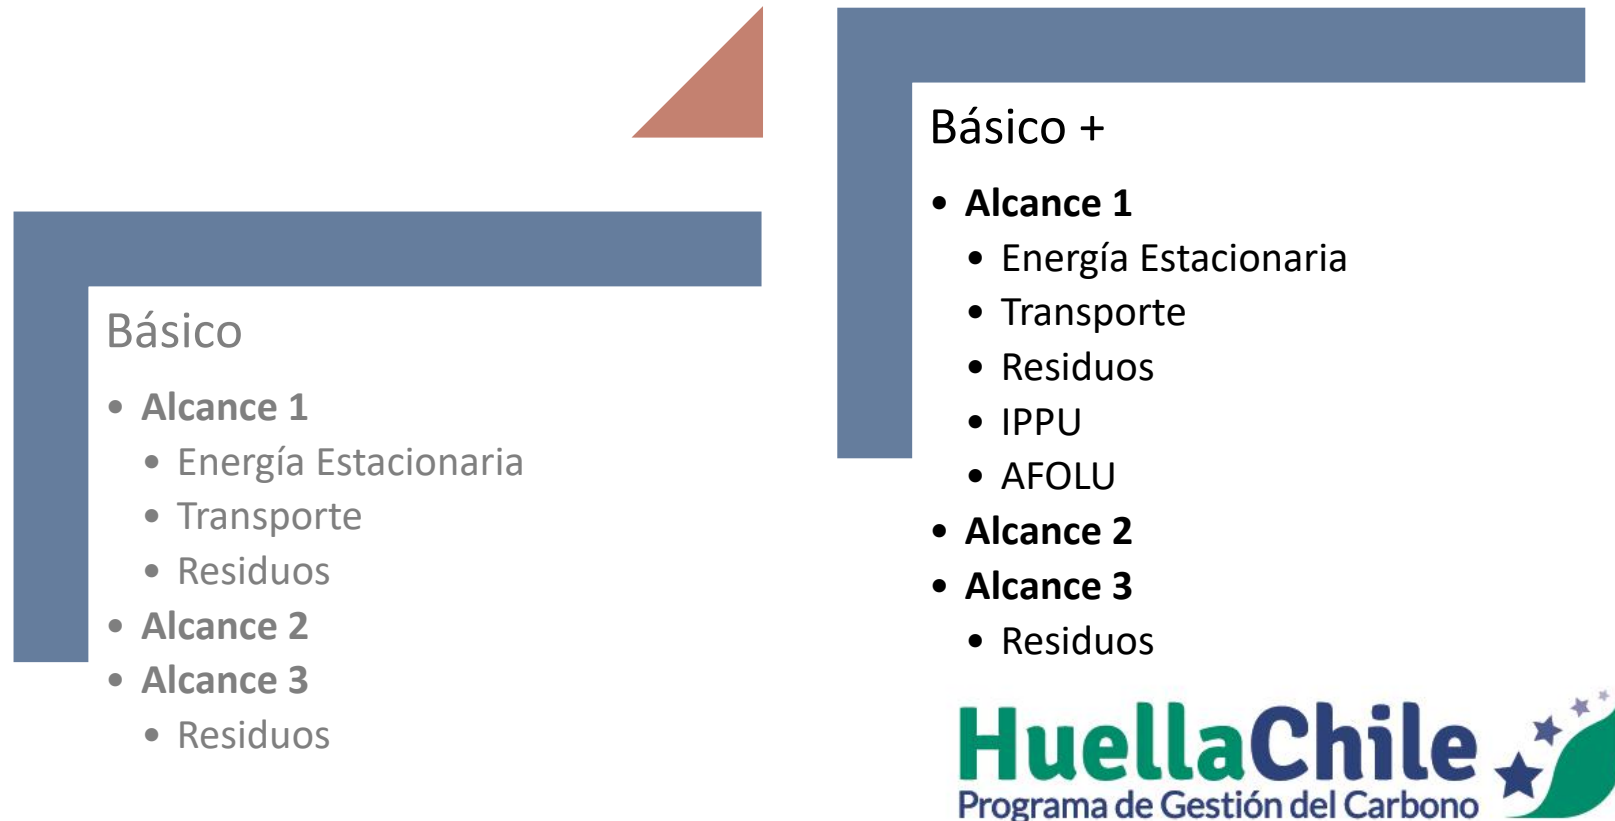 Básico
• Alcance 1
• Energía Estacionaria
• Transporte
• Residuos
• Alcance 2
• Alcance 3
• Residuos
Básico +
• Alcance 1
• Energía Estacionaria
• Transporte
• Residuos
• IPPU
• AFOLU
• Alcance 2
• Alcance 3
• Residuos
HuellaChile
Programa de Gestión del Carbono